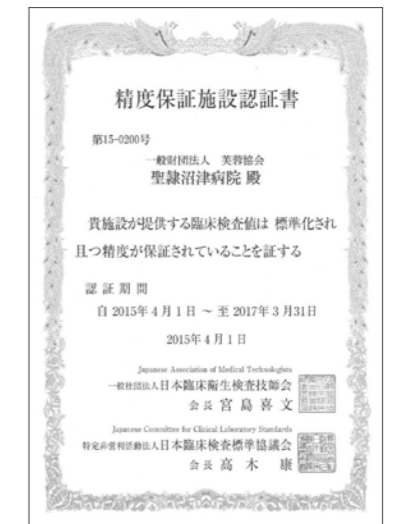 精度保証施設認証書
第15-0200号
一般財団法人 芙蓉協会
聖隷沼津病院 殿
貴施設が提供する臨床検査値は 標準化され
且つ精度が保証されていることを証する
認証期間
自 2015年4月1日 ～ 至 2017年3月31日
2015年4月1日
Japanese Association of Medical Technologists
一般社団法人日本臨床衛生検査技師会
会長 宮島喜文
Japanese Committee for Clinical Laboratory Standards
特定非営利活動法人日本臨床検査標準協議会
会長 高木 康